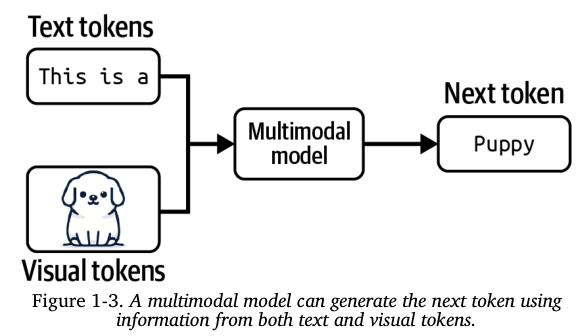 Text tokens
This is a
Visual tokens
Multimodal
model
Next token
Puppy
Figure 1-3. A multimodal model can generate the next token using
information from both text and visual tokens.